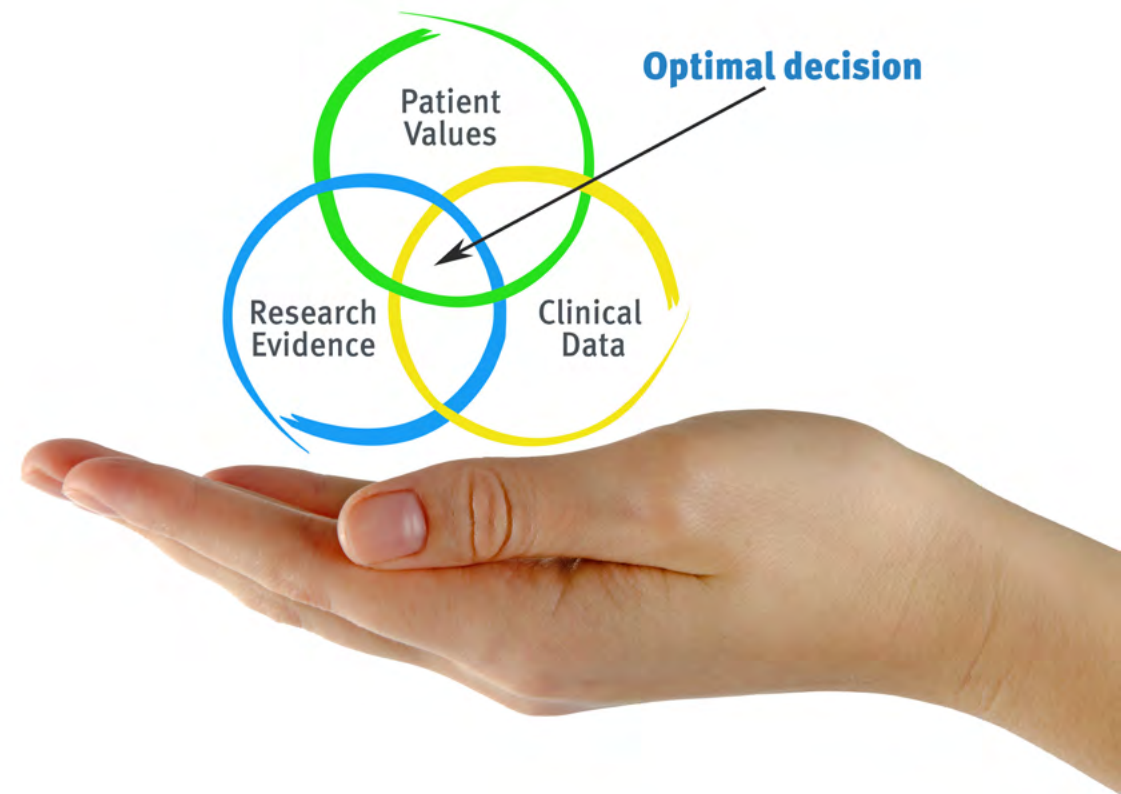 Optimal decision
Patient
Values
Research
Evidence
Clinical
Data